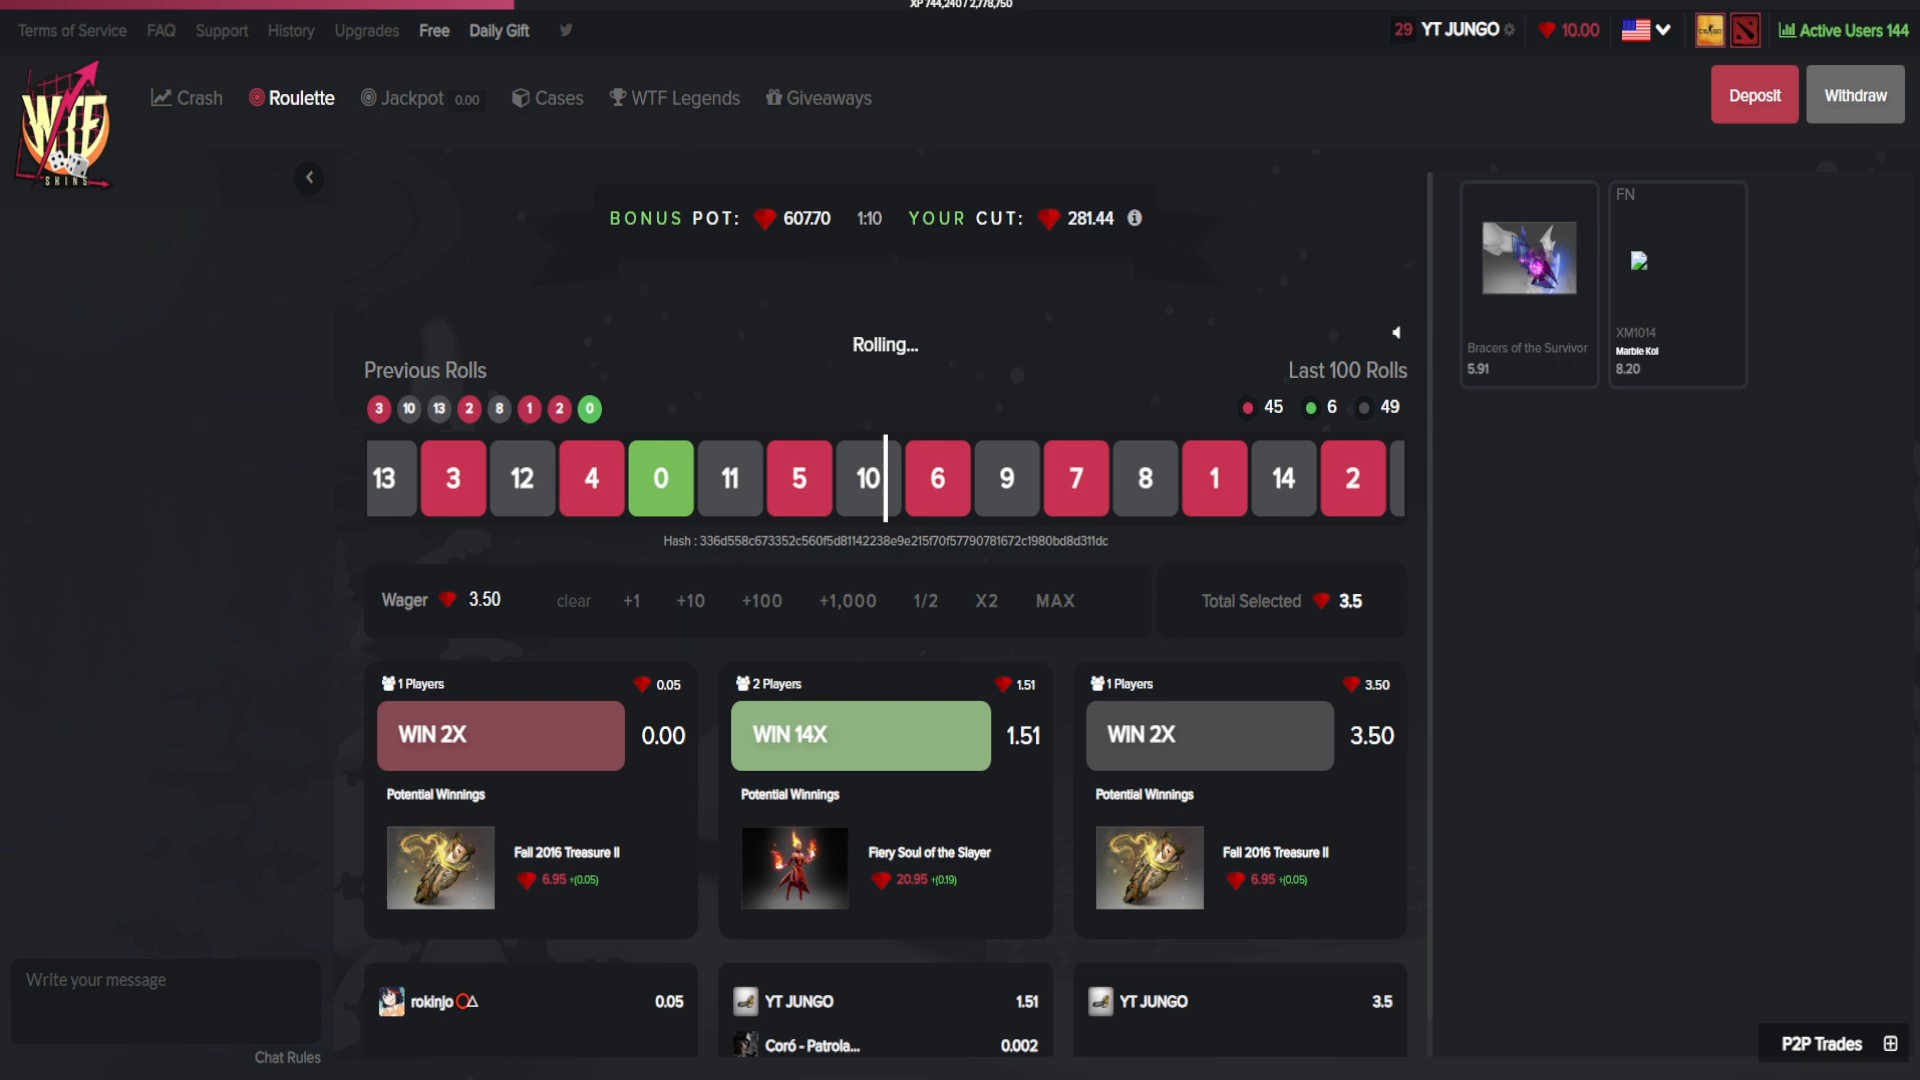 XP 744,240 / 2,778,750
Terms of Service FAQ Support History Upgrades Free Daily Gift
29 YT JUNGO 10.00 CS:GO Active Users 144
WTF
SKINS
Crash Roulette Jackpot 0.00 Cases WTF Legends Giveaways
Deposit Withdraw
BONUS POT: 607.70 1:10 YOUR CUT: 281.44
FN
Rolling...
XM1014
Bracers of the Survivor
Marble Koi
5.91
8.20
Previous Rolls
Last 100 Rolls
3 10 13 2 8 1 2 0
45 6 49
13 3 12 4 0 11 5 10 6 9 7 8 1 14 2
Hash : 336d558c673352c560f5d81142238e9e215f70f57790781672c1980bd8d311dc
Wager 3.50 clear +1 +10 +100 +1,000 1/2 X2 MAX
Total Selected 3.5
1 Players 0.05
WIN 2X 0.00
Potential Winnings
Fall 2016 Treasure II
6.95 +(0.05)
2 Players 1.51
WIN 14X 1.51
Potential Winnings
Fiery Soul of the Slayer
20.95 +(0.19)
1 Players 3.50
WIN 2X 3.50
Potential Winnings
Fall 2016 Treasure II
6.95 +(0.05)
rokinjo 0.05
YT JUNGO 1.51
Coró - Patrola... 0.002
YT JUNGO 3.5
Write your message
Chat Rules
P2P Trades